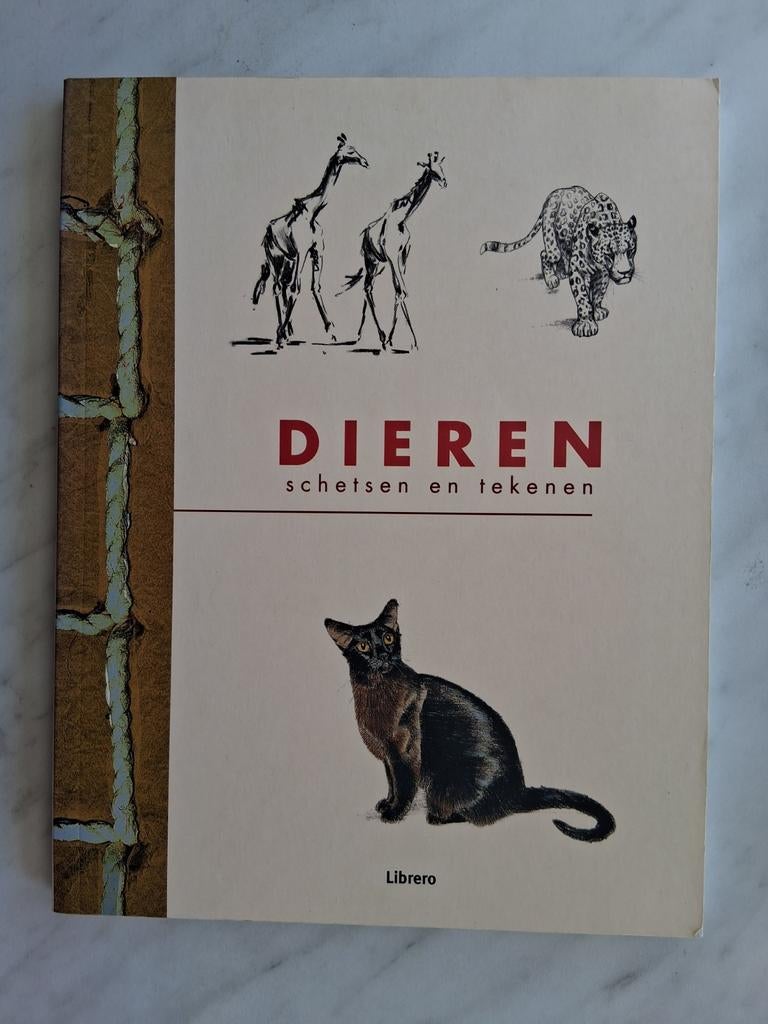 DIEREN
schetsen en tekenen
Librero